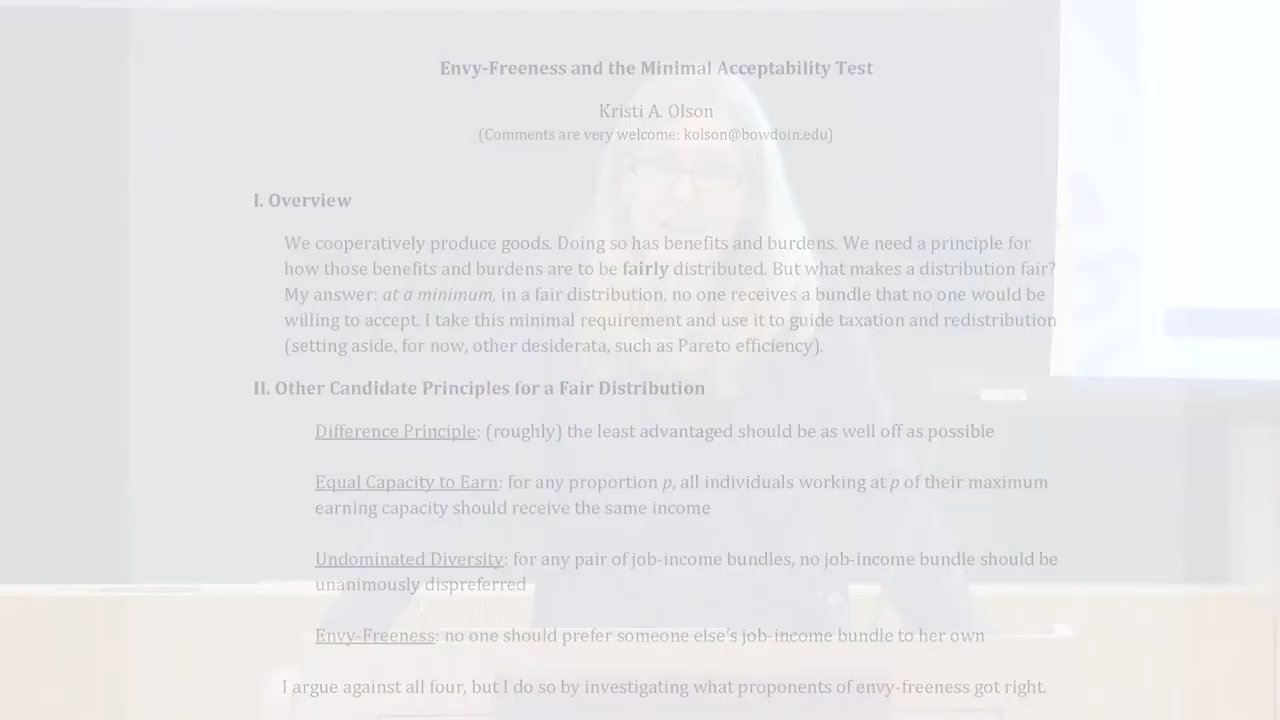 Envy-Freeness and the Minimal Acceptability Test
Kristi A. Olson
(Comments are very welcome: kolson@bowdoin.edu)
I. Overview
We cooperatively produce goods. Doing so has benefits and burdens. We need a principle for
how those benefits and burdens are to be fairly distributed. But what makes a distribution fair?
My answer: at a minimum, in a fair distribution, no one receives a bundle that no one would be
willing to accept. I take this minimal requirement and use it to guide taxation and redistribution
(setting aside, for now, other desiderata, such as Pareto efficiency).
II. Other Candidate Principles for a Fair Distribution
Difference Principle: (roughly) the least advantaged should be as well off as possible
Equal Capacity to Earn: for any proportion p, all individuals working at p of their maximum
earning capacity should receive the same income
Undominated Diversity: for any pair of job-income bundles, no job-income bundle should be
unanimously dispreferred
Envy-Freeness: no one should prefer someone else's job-income bundle to her own
I argue against all four, but I do so by investigating what proponents of envy-freeness got right.